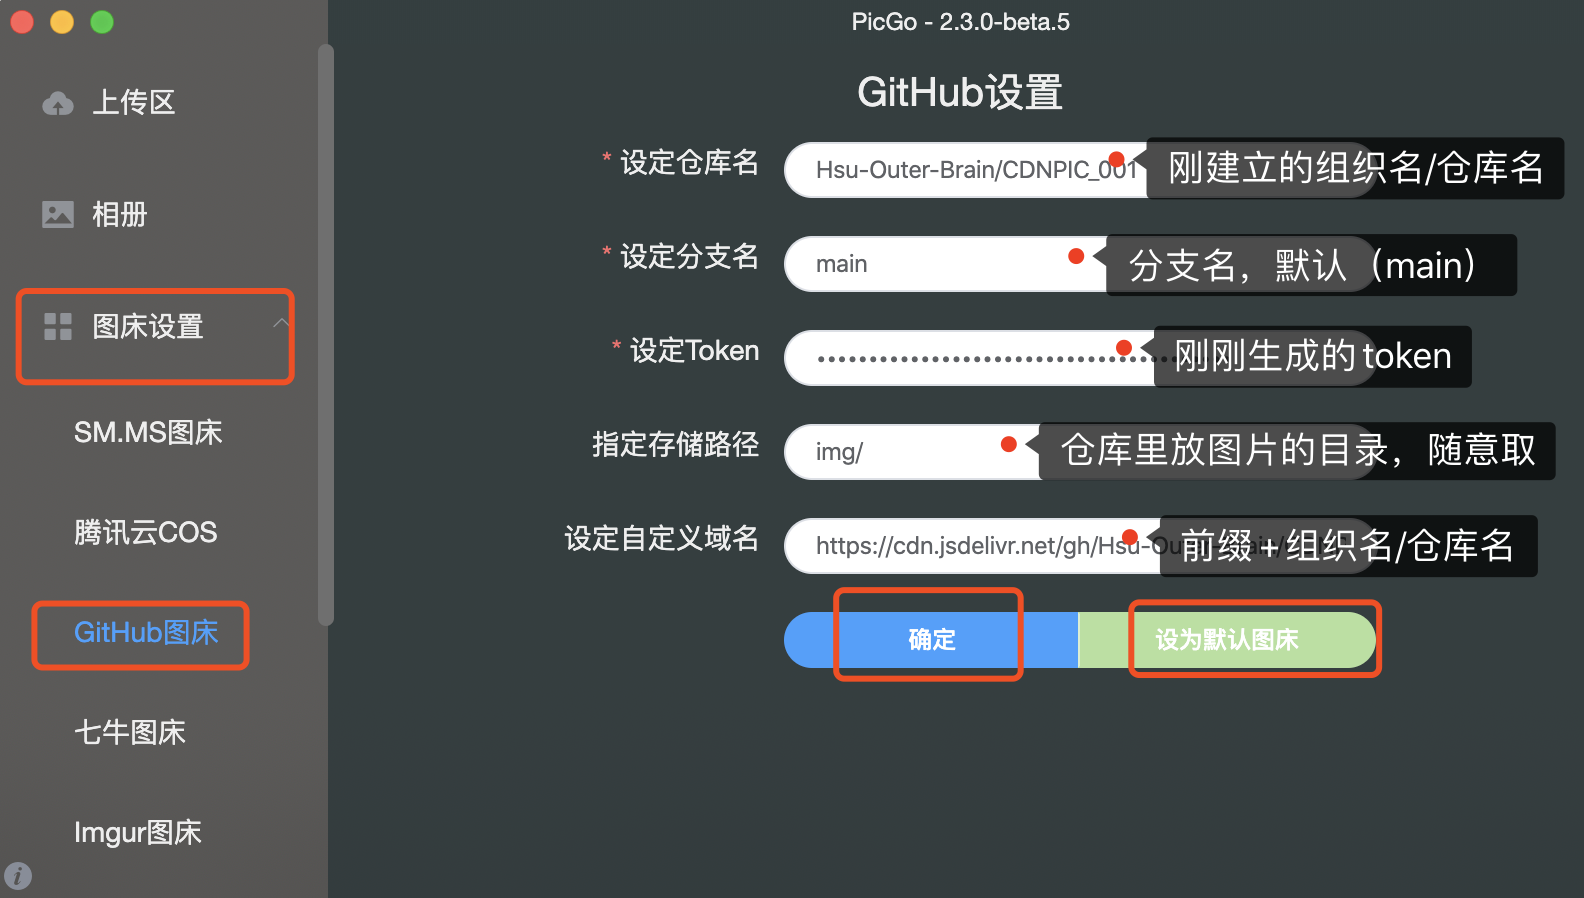 PicGo - 2.3.0-beta.5
上传区
相册
图床设置
SM.MS图床
腾讯云COS
GitHub图床
七牛图床
Imgur图床
GitHub设置
* 设定仓库名
Hsu-Outer-Brain/CDNPIC_001
刚建立的组织名/仓库名
* 设定分支名
main
分支名，默认（main）
* 设定Token
刚刚生成的token
指定存储路径
img/
仓库里放图片的目录，随意取
设定自定义域名
https://cdn.jsdelivr.net/gh/Hsu-Outer-Brain/
前缀+组织名/仓库名
确定
设为默认图床